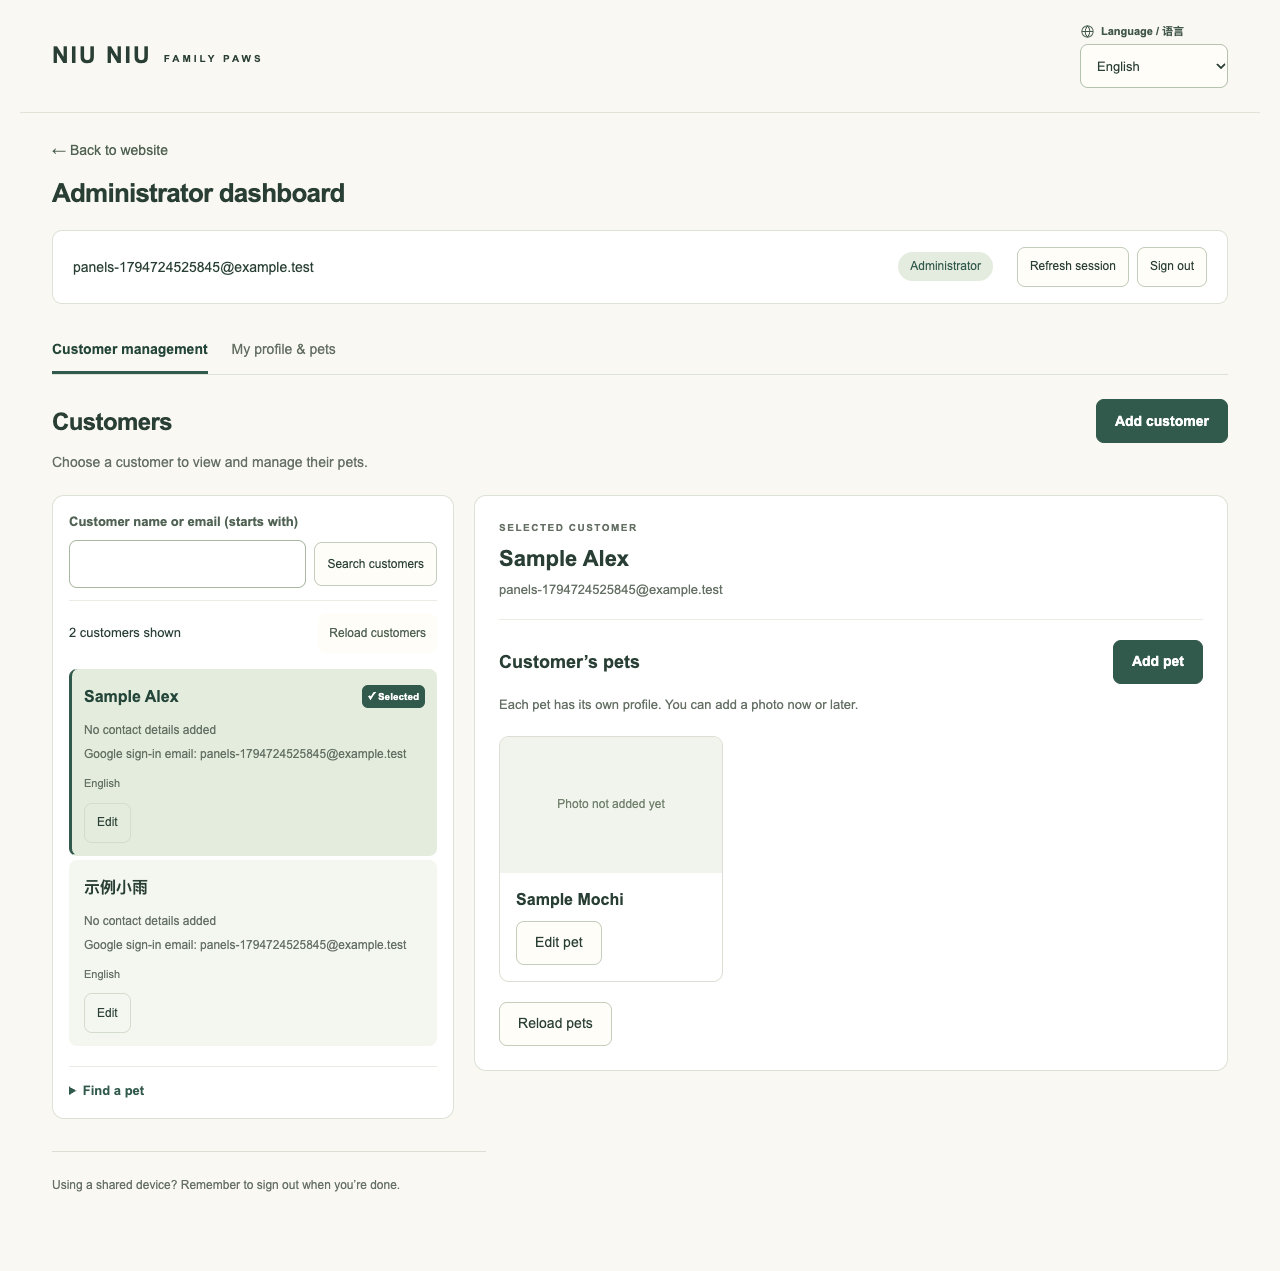 NIU NIU FAMILY PAWS
Language / 语言
English
← Back to website
Administrator dashboard
panels-1794724525845@example.test
Administrator
Refresh session
Sign out
Customer management
My profile & pets
Customers
Add customer
Choose a customer to view and manage their pets.
Customer name or email (starts with)
Search customers
2 customers shown
Reload customers
Sample Alex
✓ Selected
No contact details added
Google sign-in email: panels-1794724525845@example.test
English
Edit
示例小雨
No contact details added
Google sign-in email: panels-1794724525845@example.test
English
Edit
▶ Find a pet
SELECTED CUSTOMER
Sample Alex
panels-1794724525845@example.test
Customer’s pets
Add pet
Each pet has its own profile. You can add a photo now or later.
Photo not added yet
Sample Mochi
Edit pet
Reload pets
Using a shared device? Remember to sign out when you’re done.